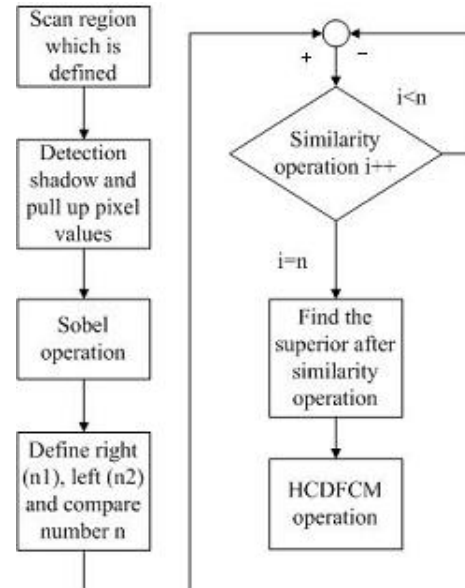 Scan region
which is
defined
Detection
shadow and
pull up pixel
values
Sobel
operation
Define right
(n1), left (n2)
and compare
number n
+ −
i<n
Similarity
operation i++
i=n
Find the
superior after
similarity
operation
HCDFCM
operation